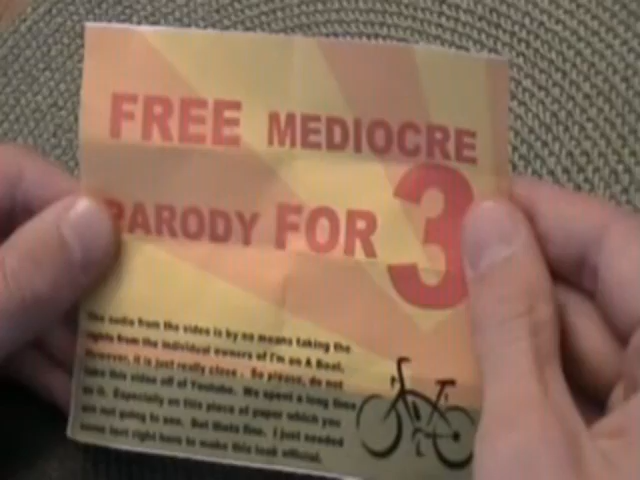 FREE MEDIOCRE
PARODY FOR 3
The audio from the video is by no means taking the
rights from the individual owners of I'm on A Boat.
However, it is just really close. So please, do not
take this video off of Youtube. We spent a long time
on it. Especially on this piece of paper which you
are not going to see. But thats fine. I just needed
some text right here to make this look official.